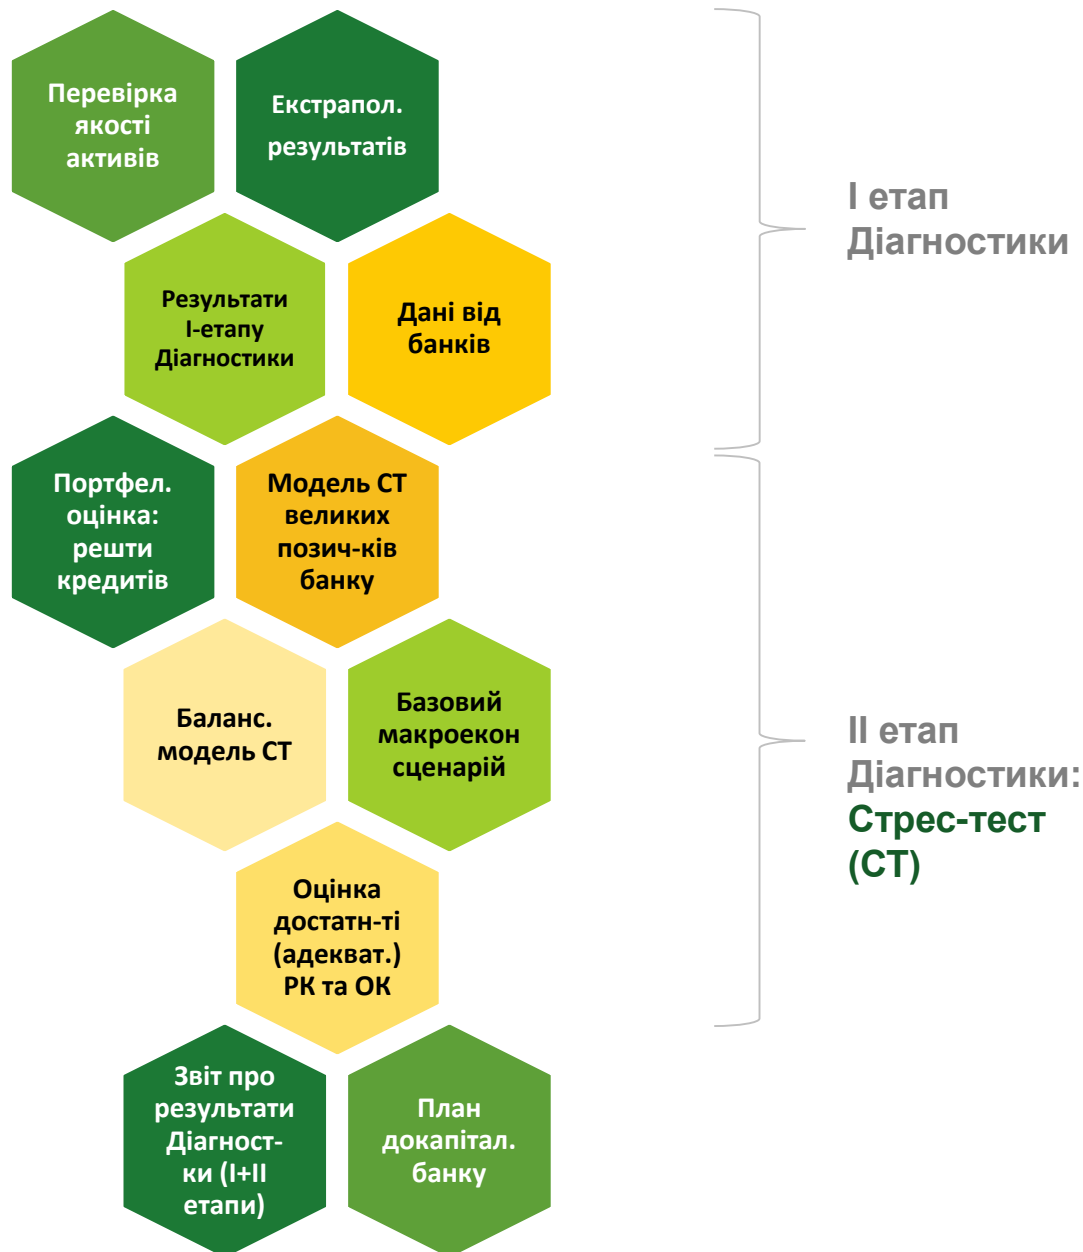 Перевірка
якості
активів
Екстрапол.
результатів
Результати
І-етапу
Діагностики
Дані від
банків
І етап
Діагностики
Портфел.
оцінка:
решти
кредитів
Модель СТ
великих
позич-ків
банку
Баланс.
модель СТ
Базовий
макроекон
сценарій
Оцінка
достатн-ті
(адекват.)
РК та ОК
ІІ етап
Діагностики:
Стрес-тест
(СТ)
Звіт про
результати
Діагност-
ки (І+ІІ
етапи)
План
докапітал.
банку